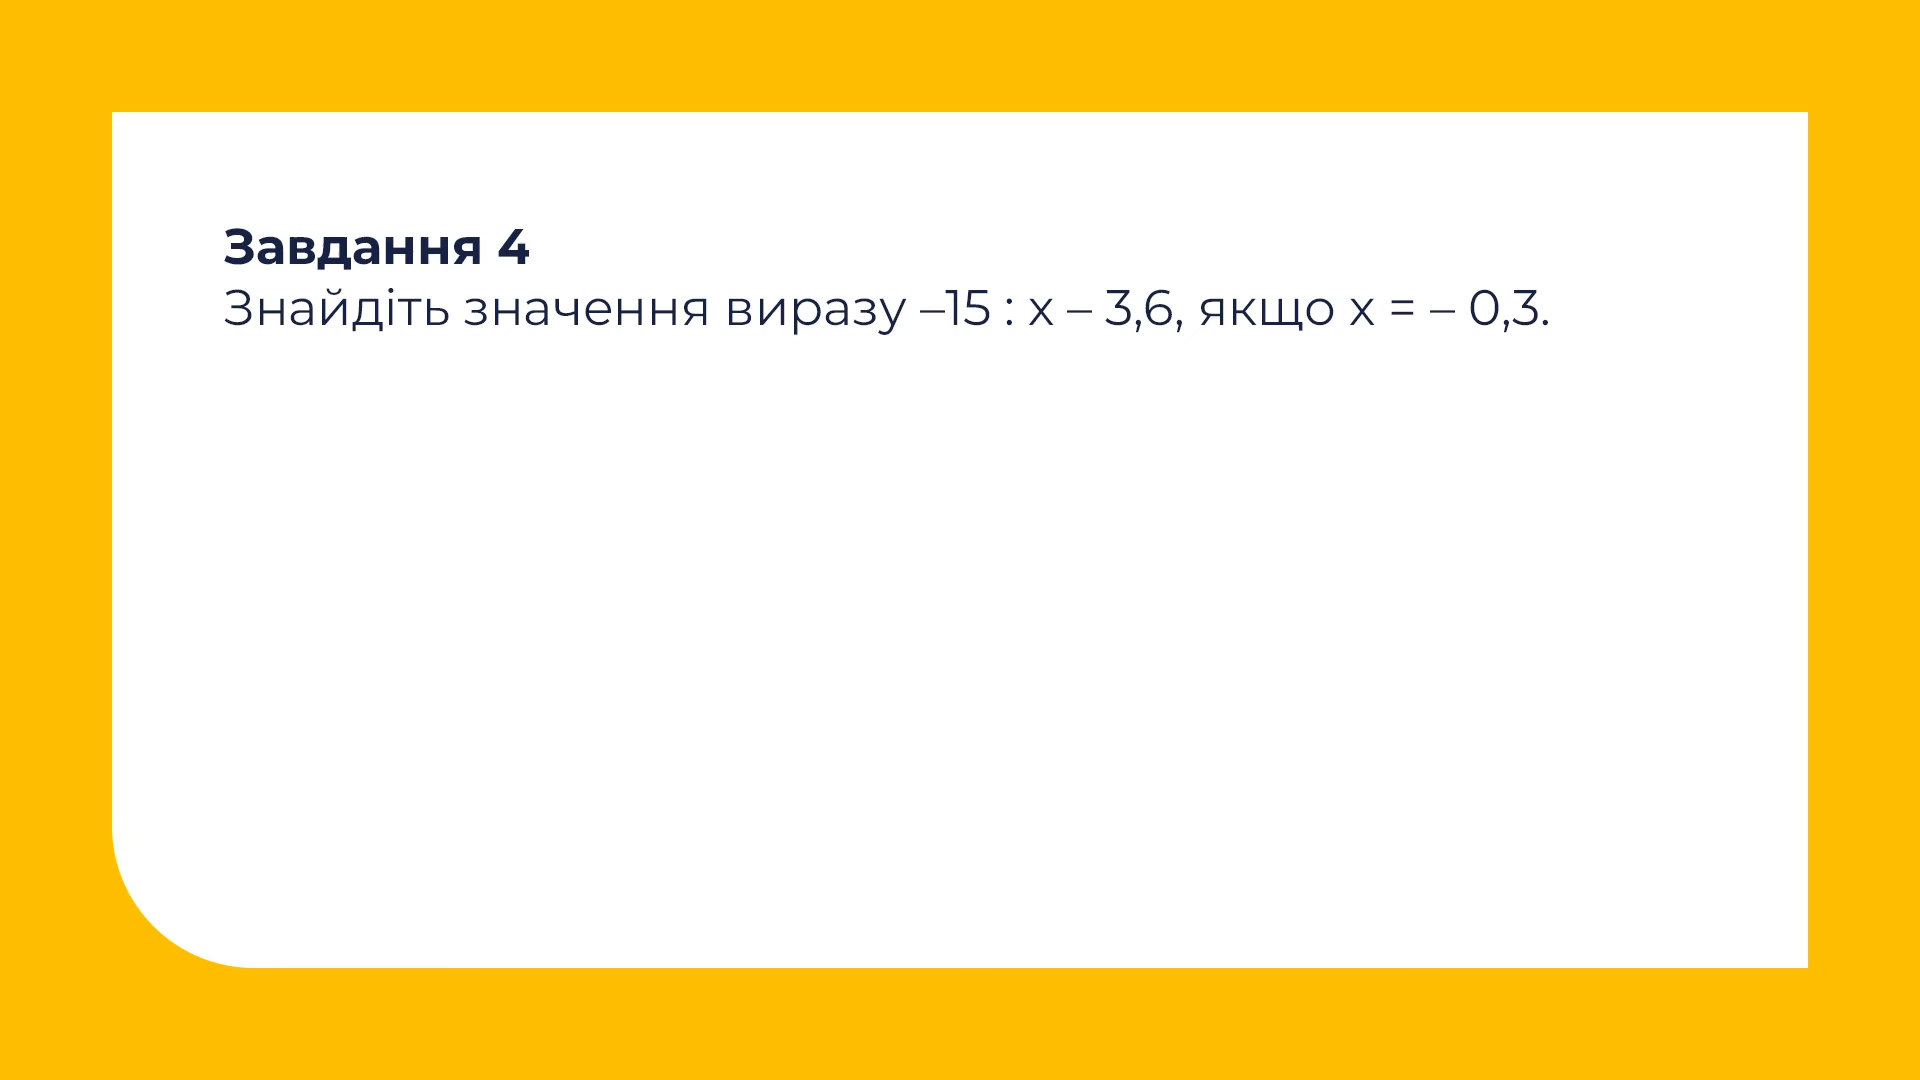 Завдання 4
Знайдіть значення виразу –15 : х – 3,6, якщо х = – 0,3.